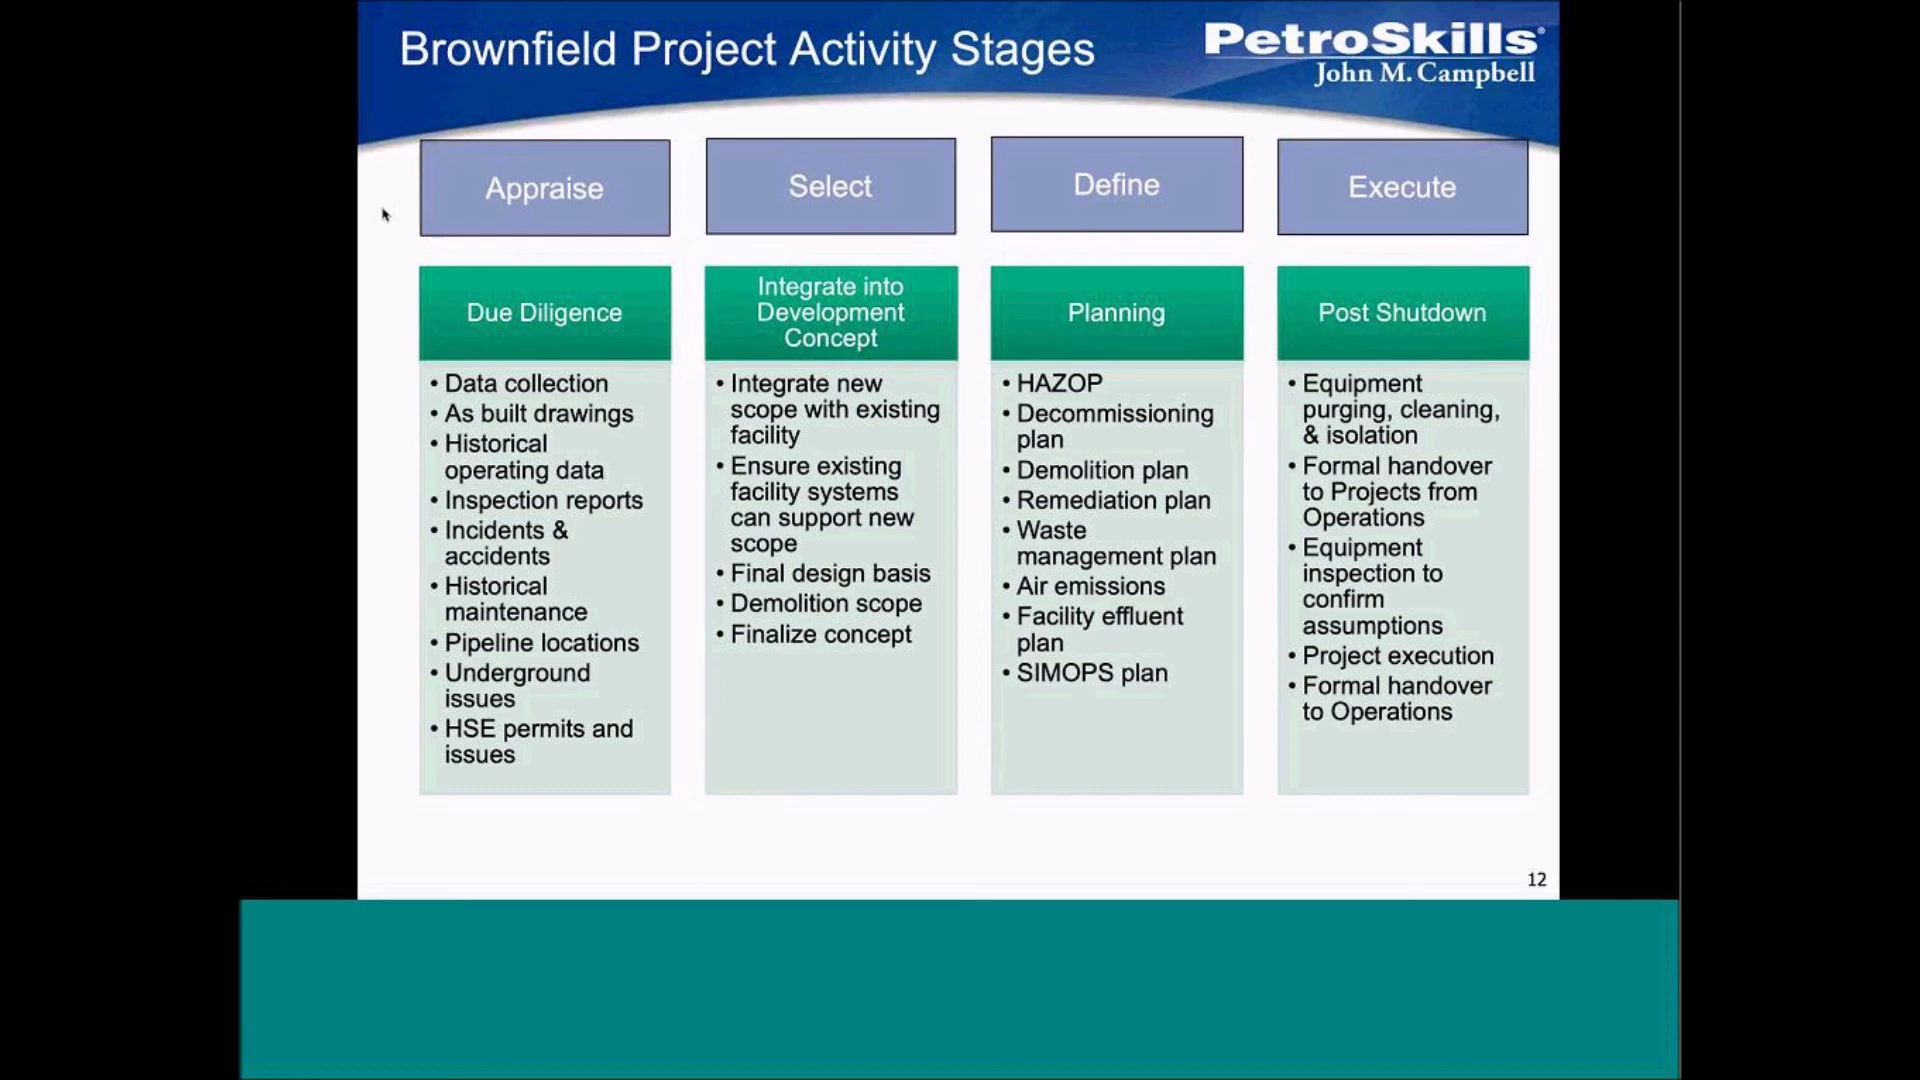 Brownfield Project Activity Stages
PetroSkills®
John M. Campbell
Appraise
Select
Define
Execute
Due Diligence
• Data collection
• As built drawings
• Historical
operating data
• Inspection reports
• Incidents &
accidents
• Historical
maintenance
• Pipeline locations
• Underground
issues
• HSE permits and
issues
Integrate into
Development
Concept
• Integrate new
scope with existing
facility
• Ensure existing
facility systems
can support new
scope
• Final design basis
• Demolition scope
• Finalize concept
Planning
• HAZOP
• Decommissioning
plan
• Demolition plan
• Remediation plan
• Waste
management plan
• Air emissions
• Facility effluent
plan
• SIMOPS plan
Post Shutdown
• Equipment
purging, cleaning,
& isolation
• Formal handover
to Projects from
Operations
• Equipment
inspection to
confirm
assumptions
• Project execution
• Formal handover
to Operations
12